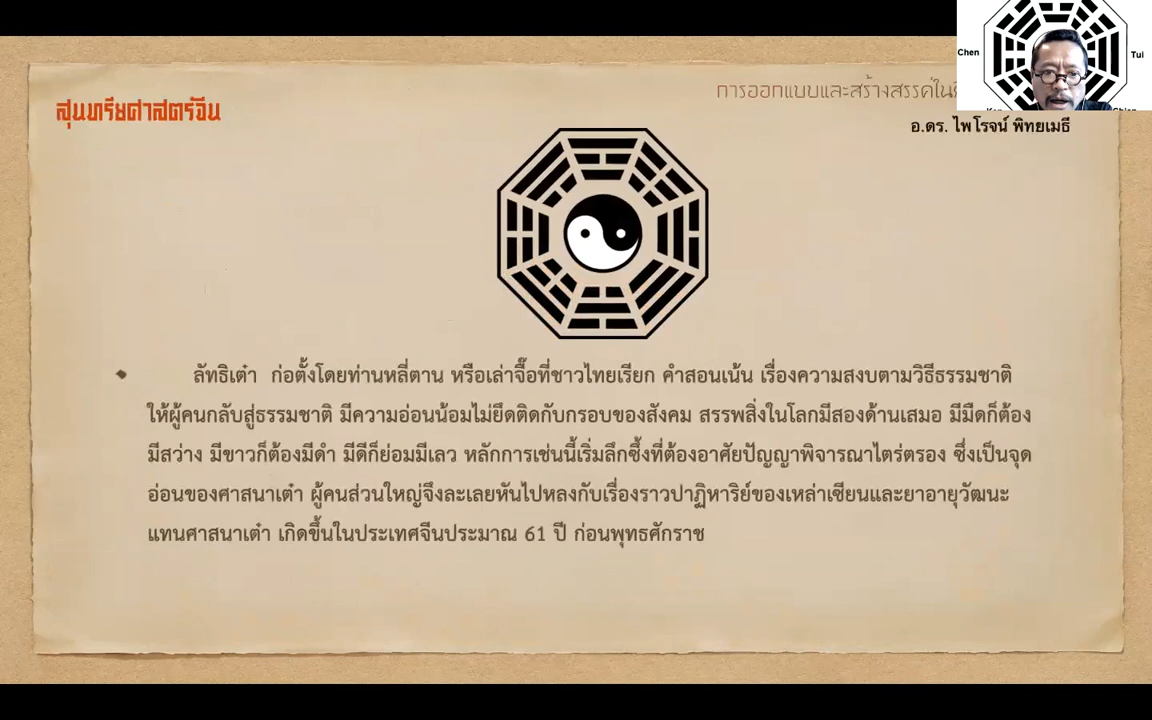 Chen
Tui
การออกแบบและสร้างสรรค์ใน
สุนทรียศาสตร์จีน
อ.ดร. ไพโรจน์ พิทยเมธี
ลัทธิเต๋า ก่อตั้งโดยท่านหลี่ตาน หรือเล่าจื๊อที่ชาวไทยเรียก คำสอนเน้น เรื่องความสงบตามวิธีธรรมชาติ
ให้ผู้คนกลับสู่ธรรมชาติ มีความอ่อนน้อมไม่ยึดติดกับกรอบของสังคม สรรพสิ่งในโลกมีสองด้านเสมอ มีมืดก็ต้อง
มีสว่าง มีขาวก็ต้องมีดำ มีดีก็ย่อมมีเลว หลักการเช่นนี้เริ่มลึกซึ้งที่ต้องอาศัยปัญญาพิจารณาไตร่ตรอง ซึ่งเป็นจุด
อ่อนของศาสนาเต๋า ผู้คนส่วนใหญ่จึงละเลยหันไปหลงกับเรื่องราวปาฏิหาริย์ของเหล่าเซียนและยาอายุวัฒนะ
แทนศาสนาเต๋า เกิดขึ้นในประเทศจีนประมาณ 61 ปี ก่อนพุทธศักราช